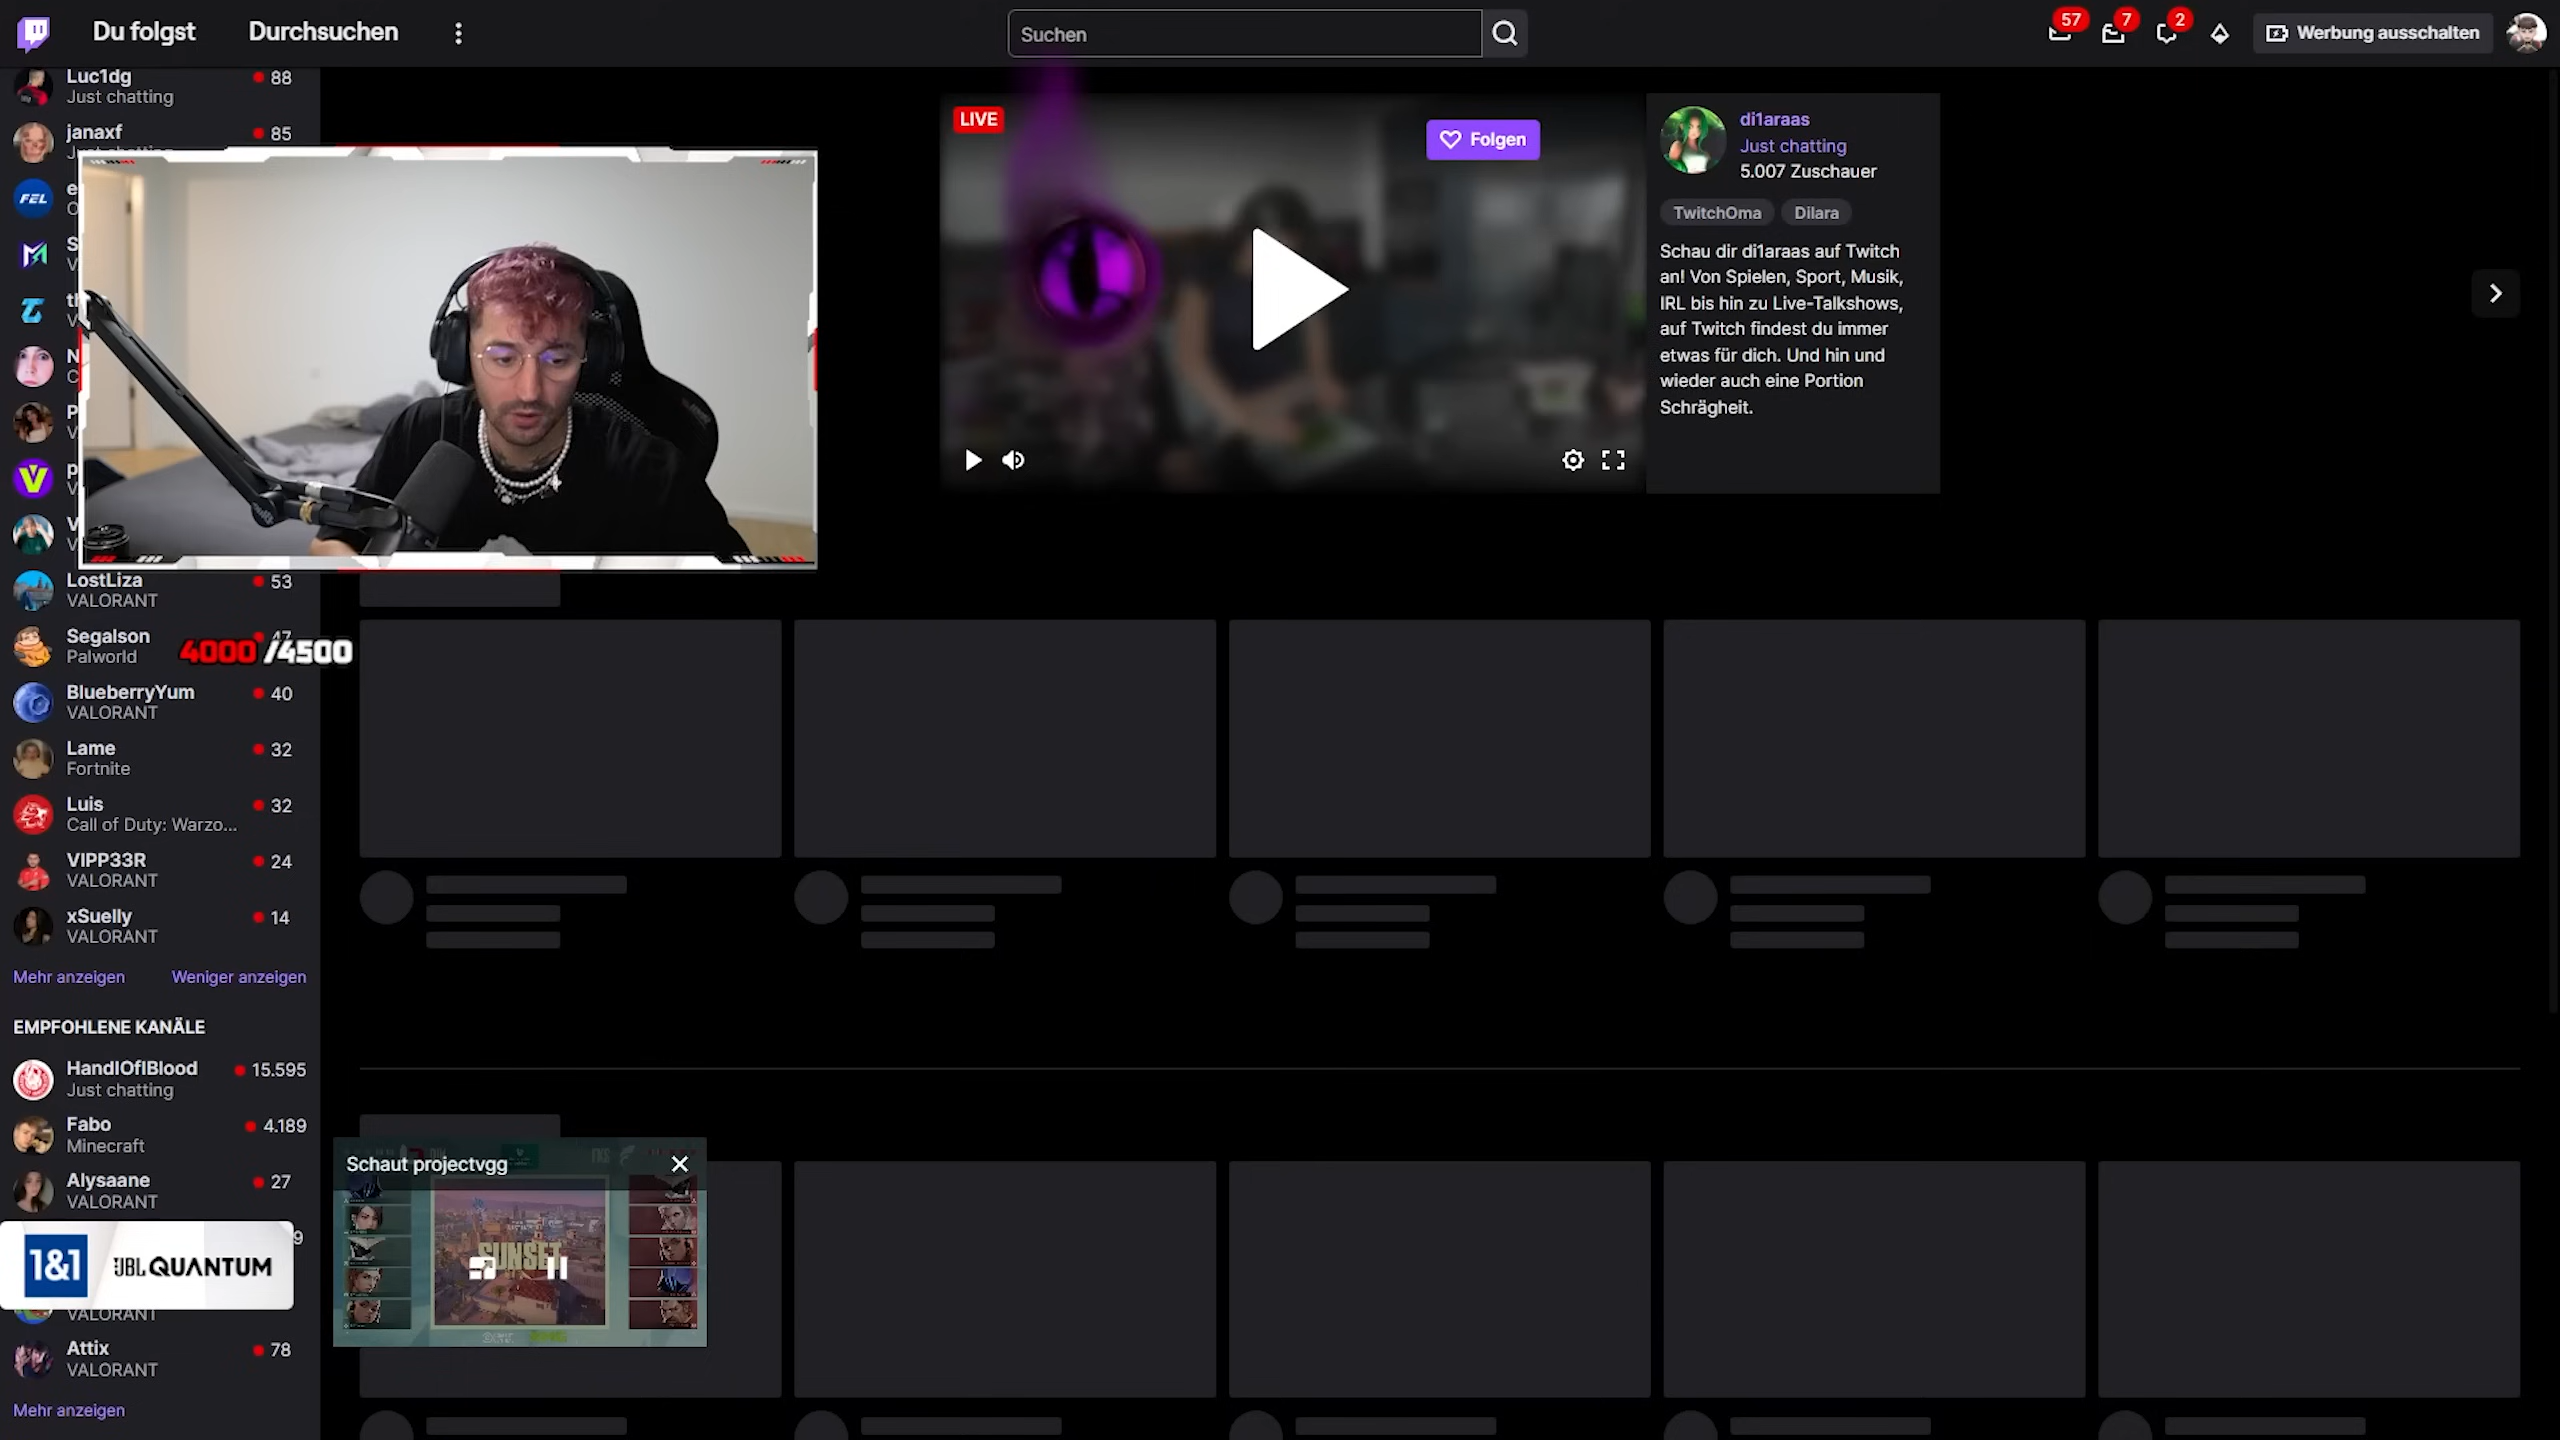 Du folgst
Durchsuchen
Suchen
57
7
2
Werbung ausschalten
Luc1dg
88
Just chatting
janaxf
85
FEL
LostLiza
53
VALORANT
Segalson
47
Palworld
4000/4500
BlueberryYum
40
VALORANT
Lame
32
Fortnite
Luis
32
Call of Duty: Warzo...
VIPP33R
24
VALORANT
xSuelly
14
VALORANT
Mehr anzeigen
Weniger anzeigen
EMPFOHLENE KANÄLE
HandIOfIBlood
15.595
Just chatting
Fabo
4.189
Minecraft
Alysaane
27
VALORANT
9
1&1
JBL QUANTUM
VALORANT
Attix
78
VALORANT
Mehr anzeigen
LIVE
Folgen
di1araas
Just chatting
5.007 Zuschauer
TwitchOma
Dilara
Schau dir di1araas auf Twitch
an! Von Spielen, Sport, Musik,
IRL bis hin zu Live-Talkshows,
auf Twitch findest du immer
etwas für dich. Und hin und
wieder auch eine Portion
Schrägheit.
Schaut projectvgg
SUNSET